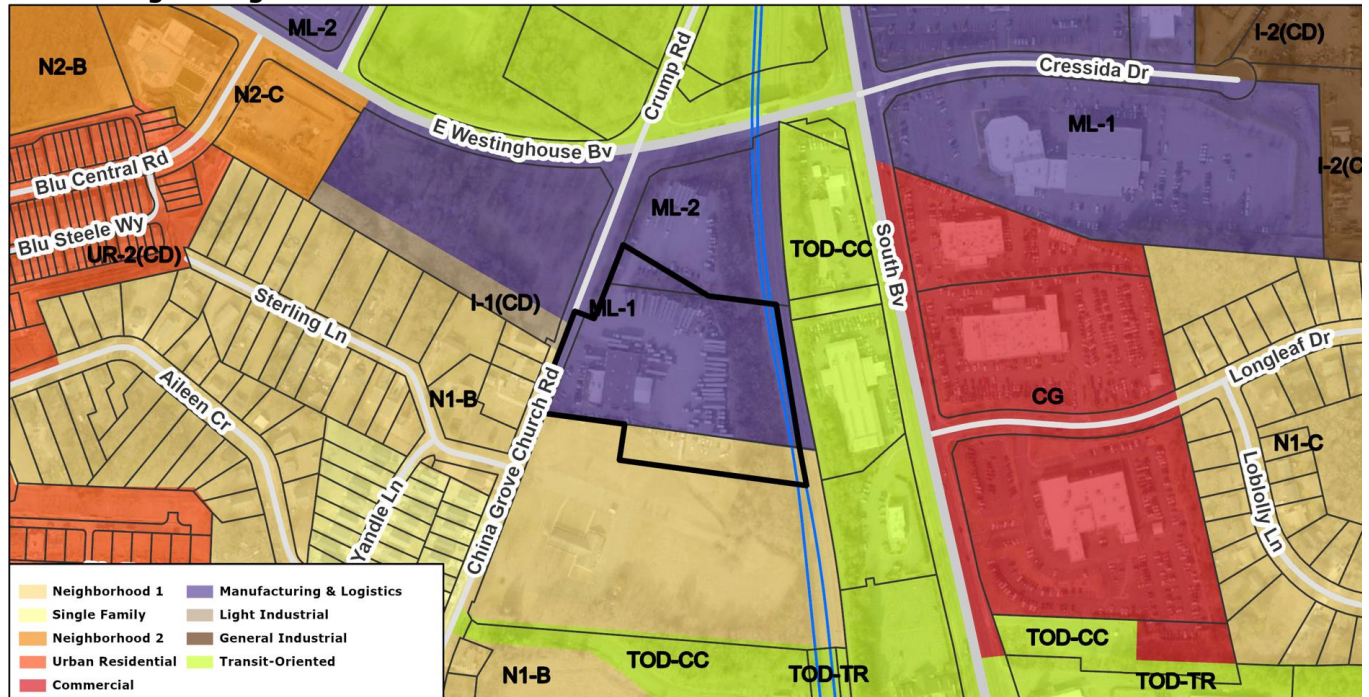 ML-2
I-2(CD)
N2-B
Crump Rd
Cressida Dr
N2-C
ML-1
E Westinghouse Bv
Blu Central Rd
I-2(C
ML-2
Blu Steele Wy
TOD-CC
South Bv
UR-2(CD)
Sterling Ln
I-1(CD)
ML-1
Longleaf Dr
Aileen Cr
N1-B
CG
China Grove Church Rd
N1-C
Yandle Ln
Loblolly Ln
Neighborhood 1
Manufacturing & Logistics
Single Family
Light Industrial
Neighborhood 2
General Industrial
Urban Residential
Transit-Oriented
Commercial
TOD-CC
N1-B
TOD-CC
TOD-TR
TOD-TR